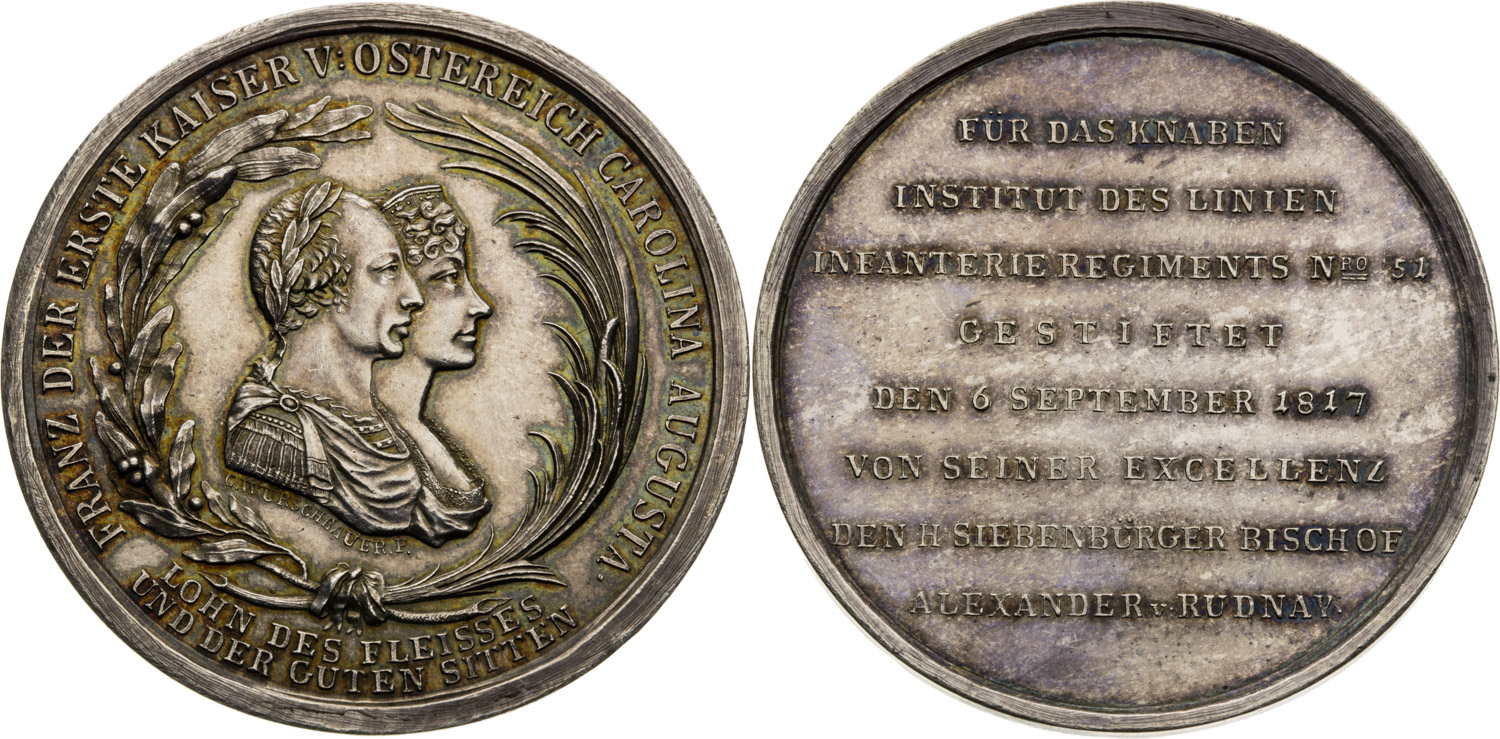 FRANZ DER ERSTE KAISER V: OSTEREICH CAROLINA AUGUSTA.
C.WURSCHBAUER.F.
LOHN DES FLEISSES
UND DER GUTEN SITTEN
FÜR DAS KNABEN
INSTITUT DES LINIEN
INFANTERIE REGIMENTS NRO 51
GESTIFTET
DEN 6 SEPTEMBER 1817
VON SEINER EXCELLENZ
DEN H SIEBENBÜRGER BISCHOF
ALEXANDER v: RUDNAY.